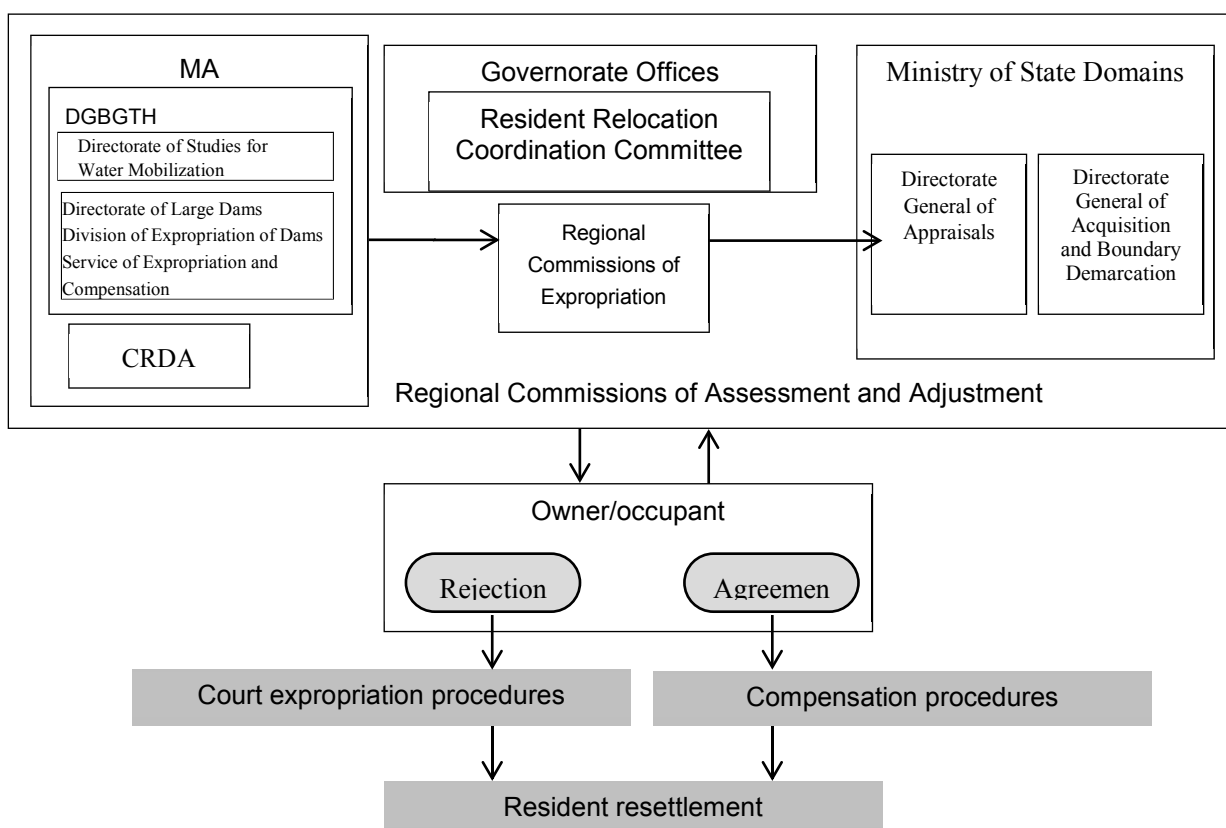 MA
DGBGTH
Directorate of Studies for
Water Mobilization
Directorate of Large Dams
Division of Expropriation of Dams
Service of Expropriation and
Compensation
CRDA
Governorate Offices
Resident Relocation
Coordination Committee
Regional
Commissions of
Expropriation
Ministry of State Domains
Directorate
General of
Appraisals
Directorate
General of
Acquisition
and Boundary
Demarcation
Regional Commissions of Assessment and Adjustment
Owner/occupant
Rejection
Agreemen
Court expropriation procedures
Compensation procedures
Resident resettlement